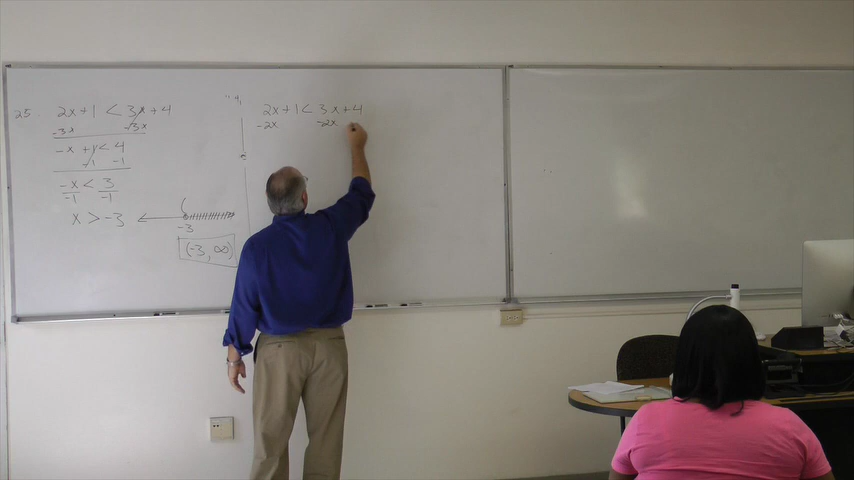 25. 2x+1 < 3x+4
-3x -3x
-x +1 < 4
-1 -1
-x < 3
-1 -1
x > -3
-3
(-3, ∞)
2x+1 < 3x+4
-2x -2x